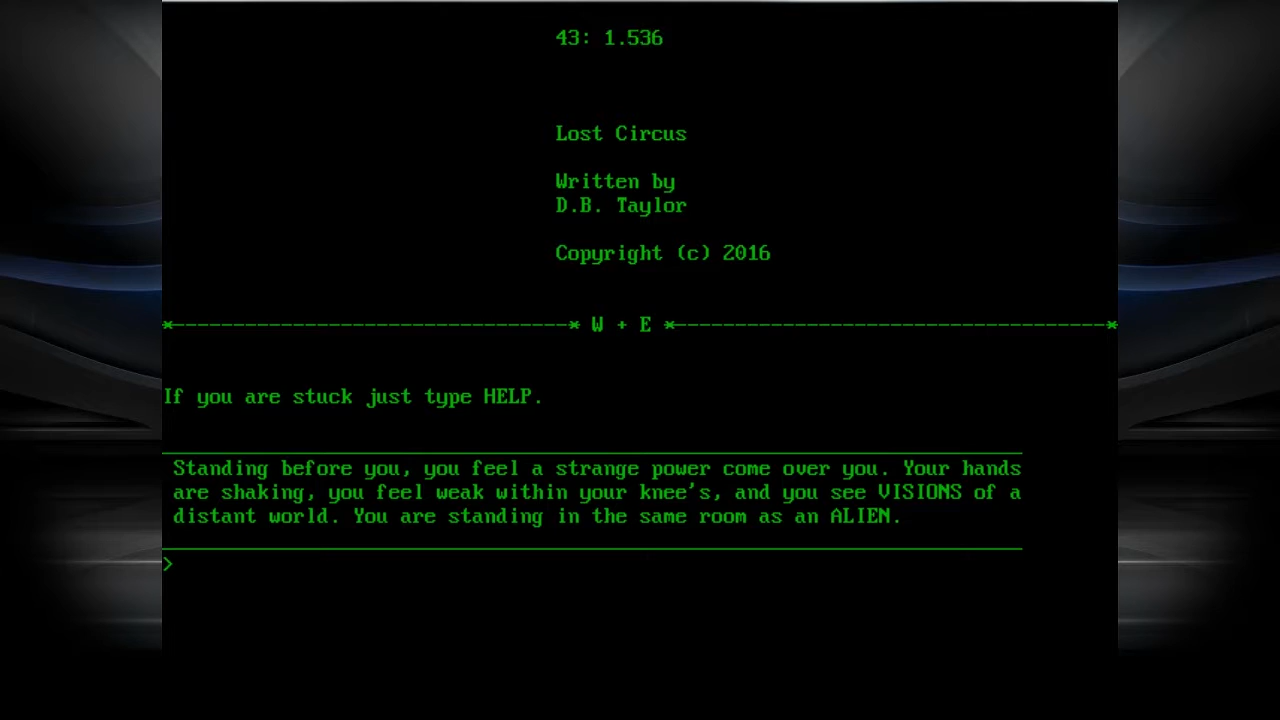 43: 1.536
Lost Circus
Written by
D.B. Taylor
Copyright (c) 2016
*----------------------------------* W + E *------------------------------------*
If you are stuck just type HELP.
Standing before you, you feel a strange power come over you. Your hands
are shaking, you feel weak within your knee's, and you see VISIONS of a
distant world. You are standing in the same room as an ALIEN.
>